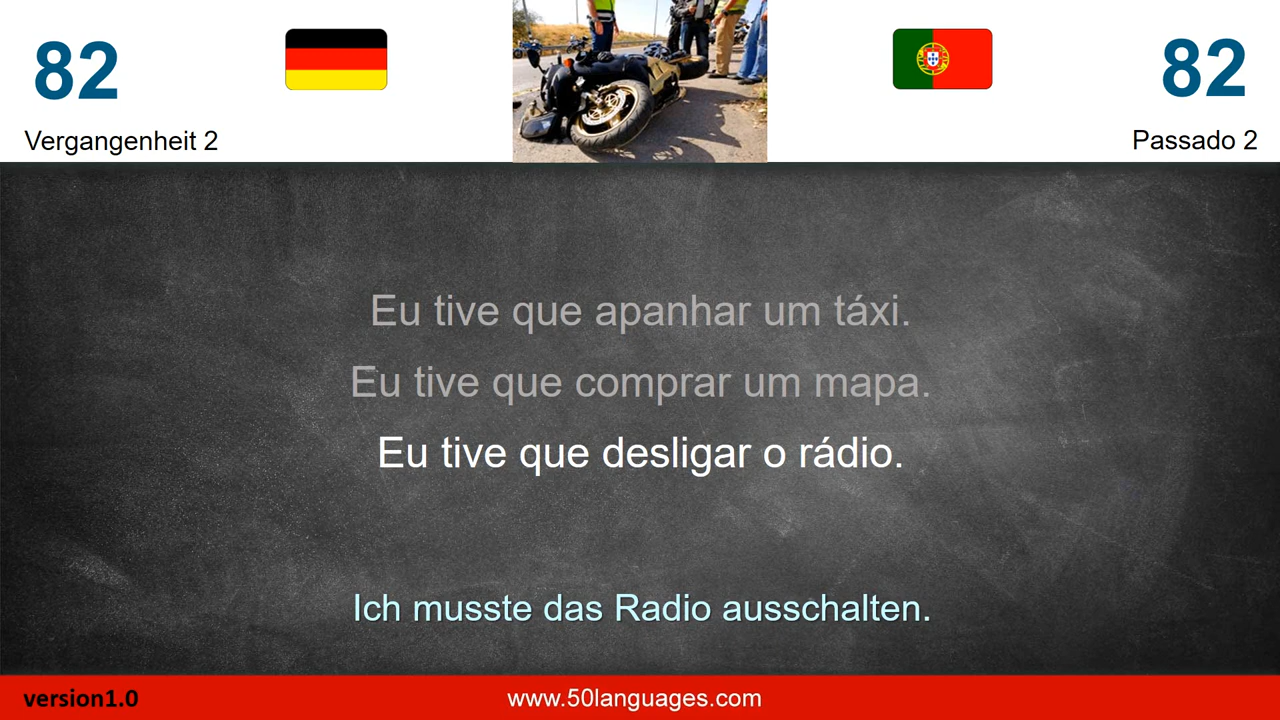 82
82
Vergangenheit 2
Passado 2
Eu tive que apanhar um táxi.
Eu tive que comprar um mapa.
Eu tive que desligar o rádio.
Ich musste das Radio ausschalten.
version1.0
www.50languages.com